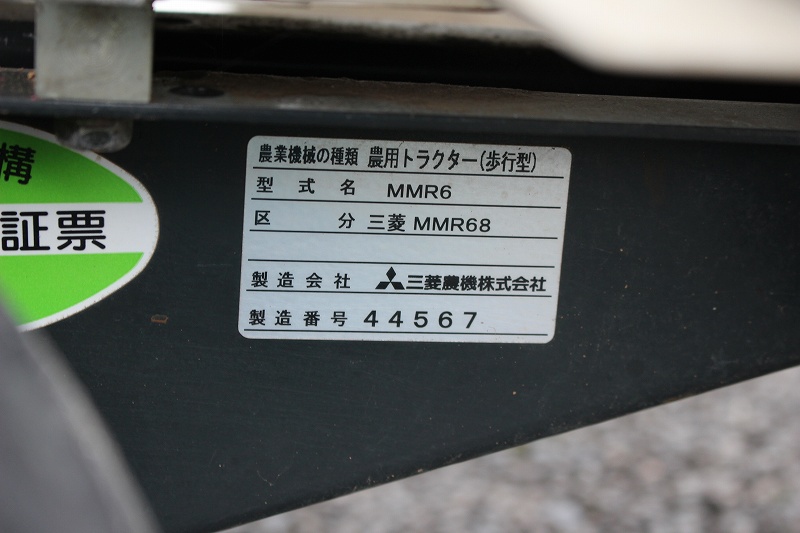 構
証票
農業機械の種類 農用トラクター(歩行型)
型式名 MMR6
区分 三菱 MMR68
製造会社 三菱農機株式会社
製造番号 44567